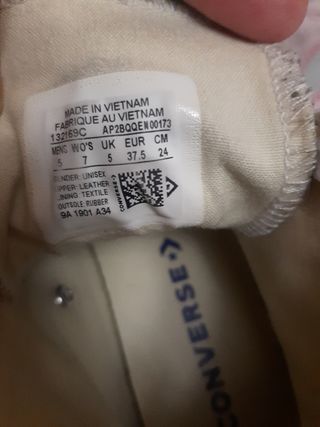 MADE IN VIETNAM
FABRIQUE AU VIETNAM
132169C AP2BQQEN00173
MENS WO'S UK EUR CM
5 7 5 37.5 24
GENDER: UNISEX
UPPER: LEATHER
LINING: TEXTILE
OUTSOLE: RUBBER
9A 1901 A34
CONVERSE
CONVERSE